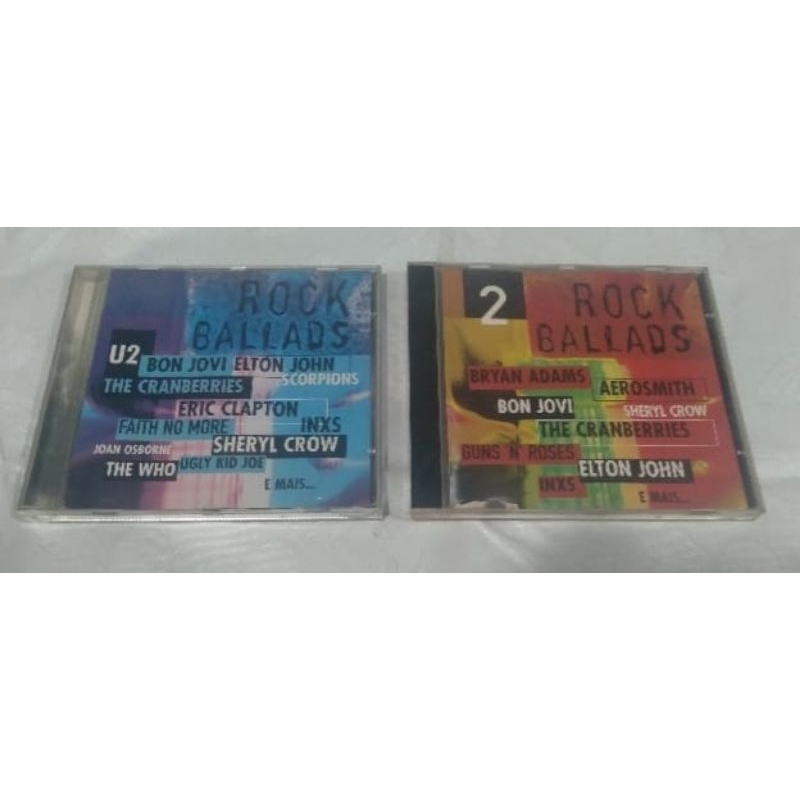 ROCK
BALLADS
U2
BON JOVI ELTON JOHN
THE CRANBERRIES
SCORPIONS
ERIC CLAPTON
FAITH NO MORE
INXS
JOAN OSBORNE
SHERYL CROW
THE WHO
UGLY KID JOE
E MAIS...
2
ROCK
BALLADS
BRYAN ADAMS
AEROSMITH
BON JOVI
SHERYL CROW
THE CRANBERRIES
GUNS N' ROSES
ELTON JOHN
INXS
E MAIS...